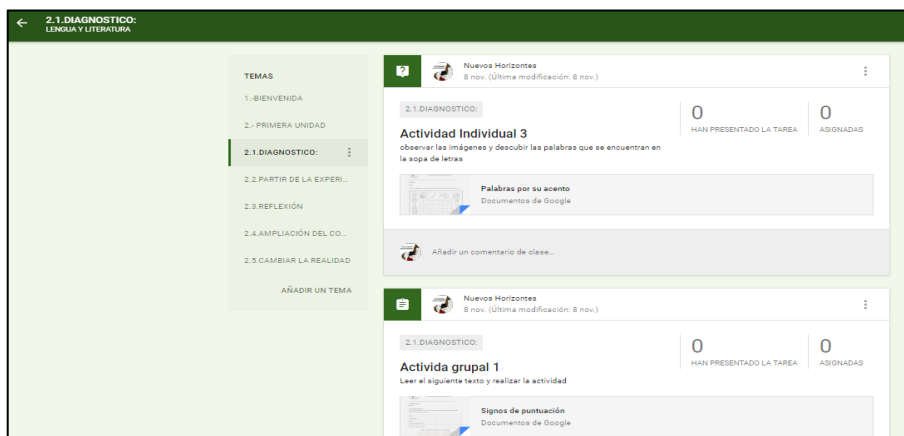 2.1.DIAGNOSTICO:
LENGUA Y LITERATURA
TEMAS
1.-BIENVENIDA
2.- PRIMERA UNIDAD
2.1.DIAGNOSTICO:
2.2.PARTIR DE LA EXPERI...
2.3.REFLEXIÓN
2.4.AMPLIACIÓN DEL CO...
2.5.CAMBIAR LA REALIDAD
AÑADIR UN TEMA
Nuevos Horizontes
8 nov. (Última modificación: 8 nov.)
2.1.DIAGNOSTICO:
Actividad Individual 3
observar las imágenes y descubir las palabras que se encuentran en
la sopa de letras
0
HAN PRESENTADO LA TAREA
0
ASIGNADAS
Palabras por su acento
Documentos de Google
Añadir un comentario de clase...
Nuevos Horizontes
8 nov. (Última modificación: 8 nov.)
2.1.DIAGNOSTICO:
Activida grupal 1
Leer el siguiente texto y realizar la actividad
0
HAN PRESENTADO LA TAREA
0
ASIGNADAS
Signos de puntuación
Documentos de Google